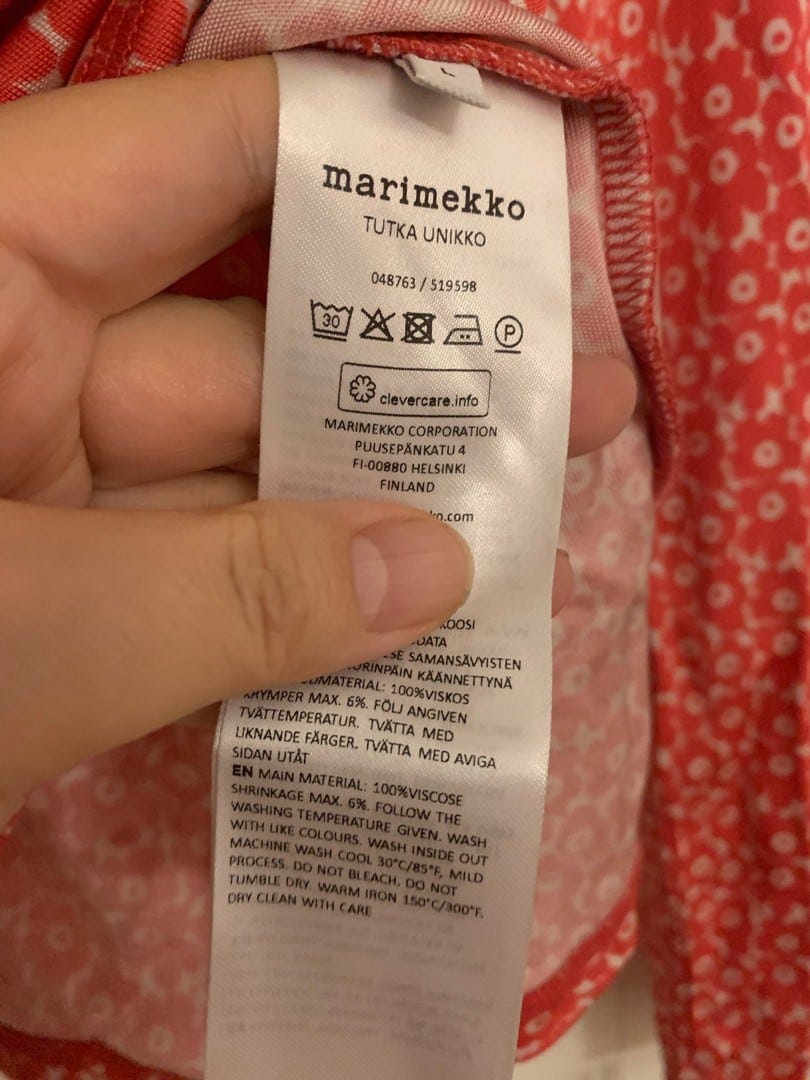 L
marimekko
TUTKA UNIKKO
048763 / 519598
30 P
clevercare.info
MARIMEKKO CORPORATION
PUUSEPÄNKATU 4
FI-00880 HELSINKI
FINLAND
.com
SAMANSÄVYISTEN
KÄÄNNETTYNÄ
100%VISKOS
KRYMPER MAX. 6%. FÖLJ ANGIVEN
TVÄTTEMPERATUR. TVÄTTA MED
LIKNANDE FÄRGER. TVÄTTA MED AVIGA
SIDAN UTÅT
EN MAIN MATERIAL: 100%VISCOSE
SHRINKAGE MAX. 6%. FOLLOW THE
WASHING TEMPERATURE GIVEN. WASH
WITH LIKE COLOURS. WASH INSIDE OUT
MACHINE WASH COOL 30°C/85°F, MILD
PROCESS. DO NOT BLEACH. DO NOT
TUMBLE DRY. WARM IRON 150°C/300°F.
DRY CLEAN WITH CARE